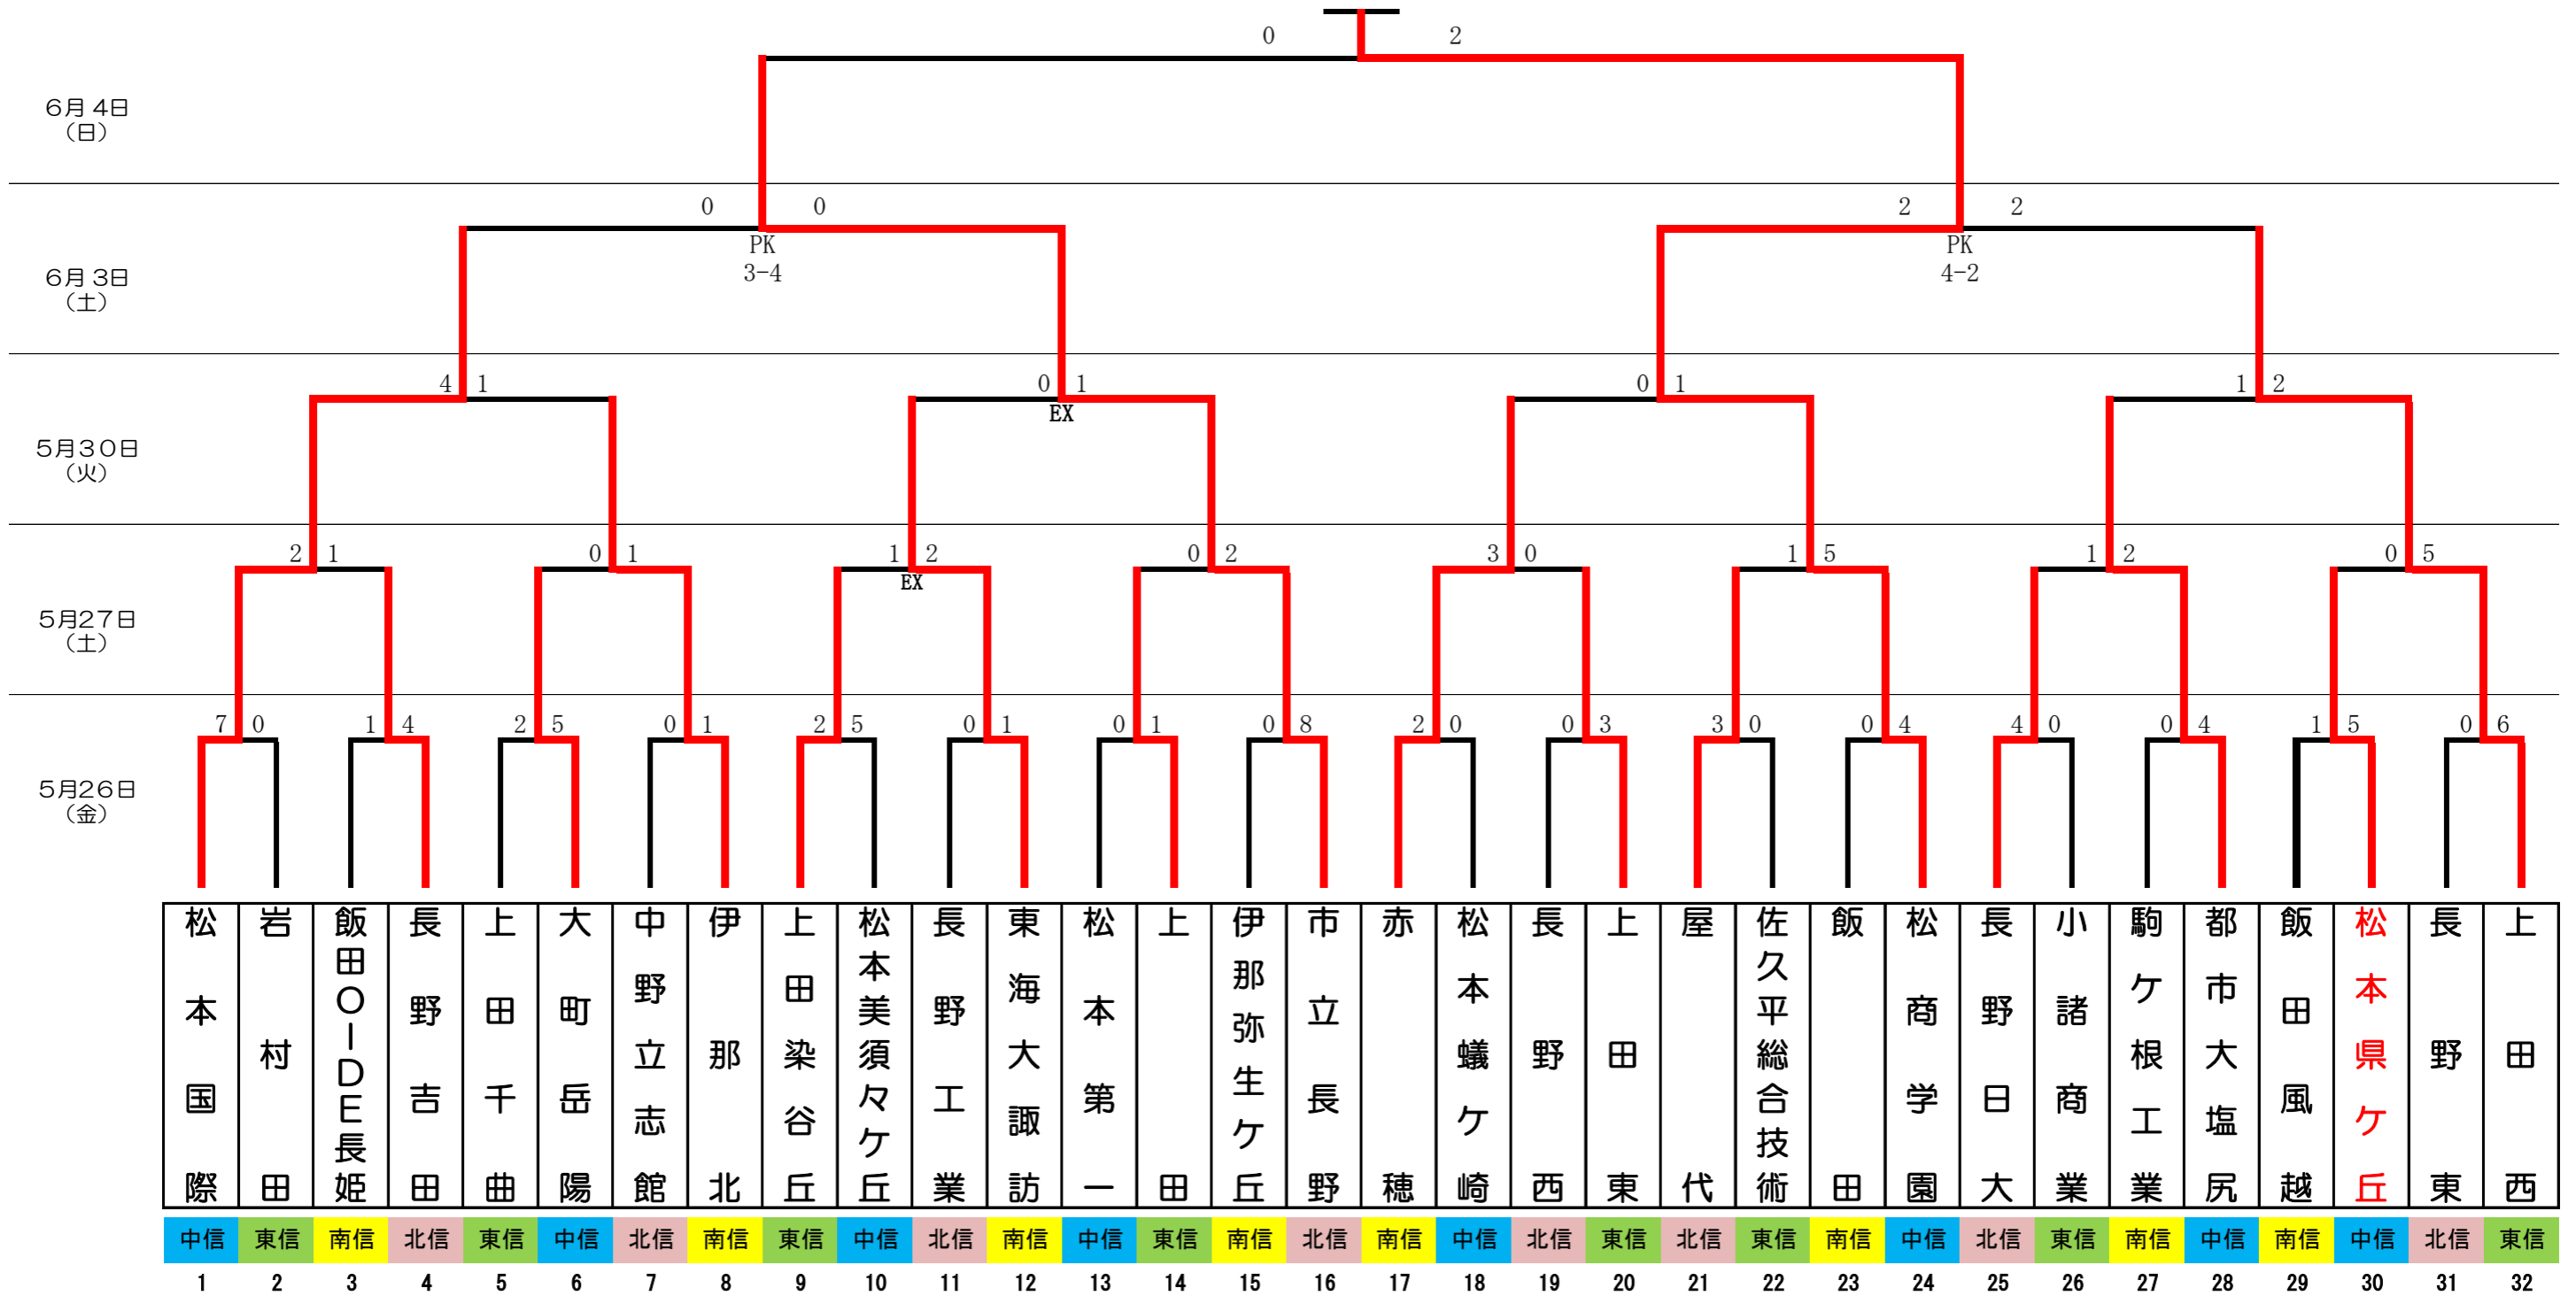 0 2
6月 4日
（日）
0 0 2 2
PK PK
3-4 4-2
6月 3日
（土）
4 1 0 1 0 1 1 2
EX
5月30日
（火）
2 1 0 1 1 2 0 2 3 0 1 5 1 2 0 5
EX
5月27日
（土）
7 0 1 4 2 5 0 1 2 5 0 1 0 1 0 8 2 0 0 3 3 0 0 4 4 0 0 4 1 5 0 6
5月26日
（金）
松本国際
岩村田
飯田OIDE長姫
長野吉田
上田千曲
大町岳陽
中野立志館
伊那北
上田染谷丘
松本美須々ケ丘
長野工業
東海大諏訪
松本第一
上田
伊那弥生ケ丘
市立長野
赤穂
松本蟻ケ崎
長野西
上田東
屋代
佐久平総合技術
飯田
松商学園
長野日大
小諸商業
駒ケ根工業
都市大塩尻
飯田風越
松本県ケ丘
長野東
上田西
中信 東信 南信 北信 東信 中信 北信 南信 東信 中信 北信 南信 中信 東信 南信 北信 南信 中信 北信 東信 北信 東信 南信 中信 北信 東信 南信 中信 南信 中信 北信 東信
1 2 3 4 5 6 7 8 9 10 11 12 13 14 15 16 17 18 19 20 21 22 23 24 25 26 27 28 29 30 31 32